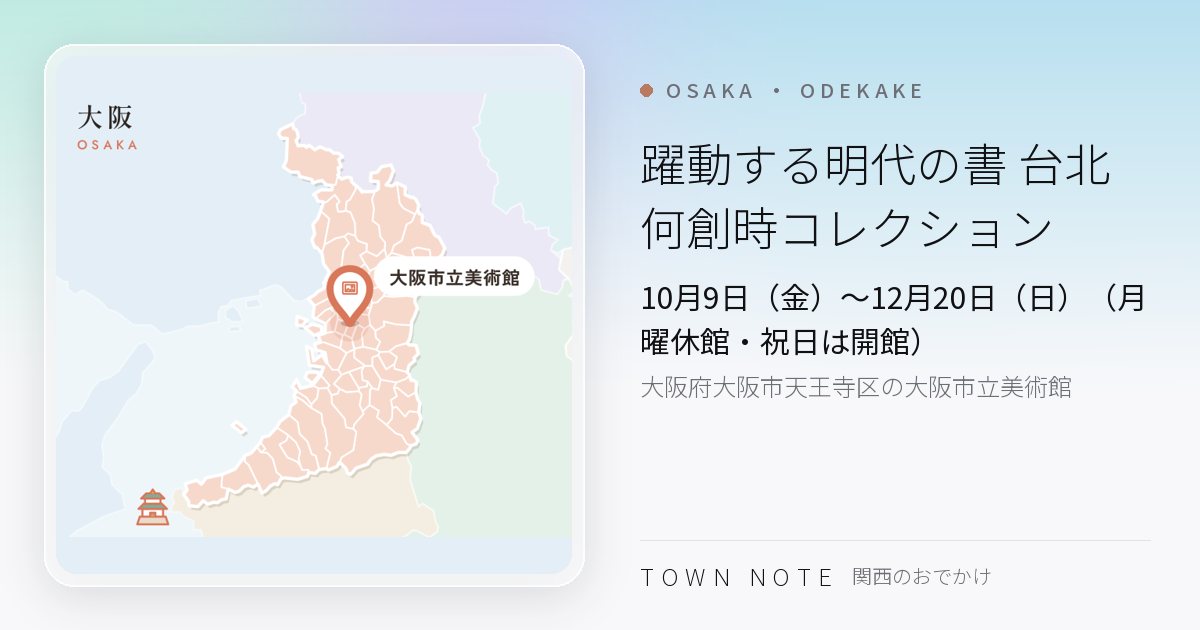 大阪
OSAKA
大阪市立美術館
OSAKA • ODEKAKE
躍動する明代の書 台北
何創時コレクション
10月9日（金）〜12月20日（日）（月
曜休館・祝日は開館）
大阪府大阪市天王寺区の大阪市立美術館
TOWN NOTE 関西のおでかけ